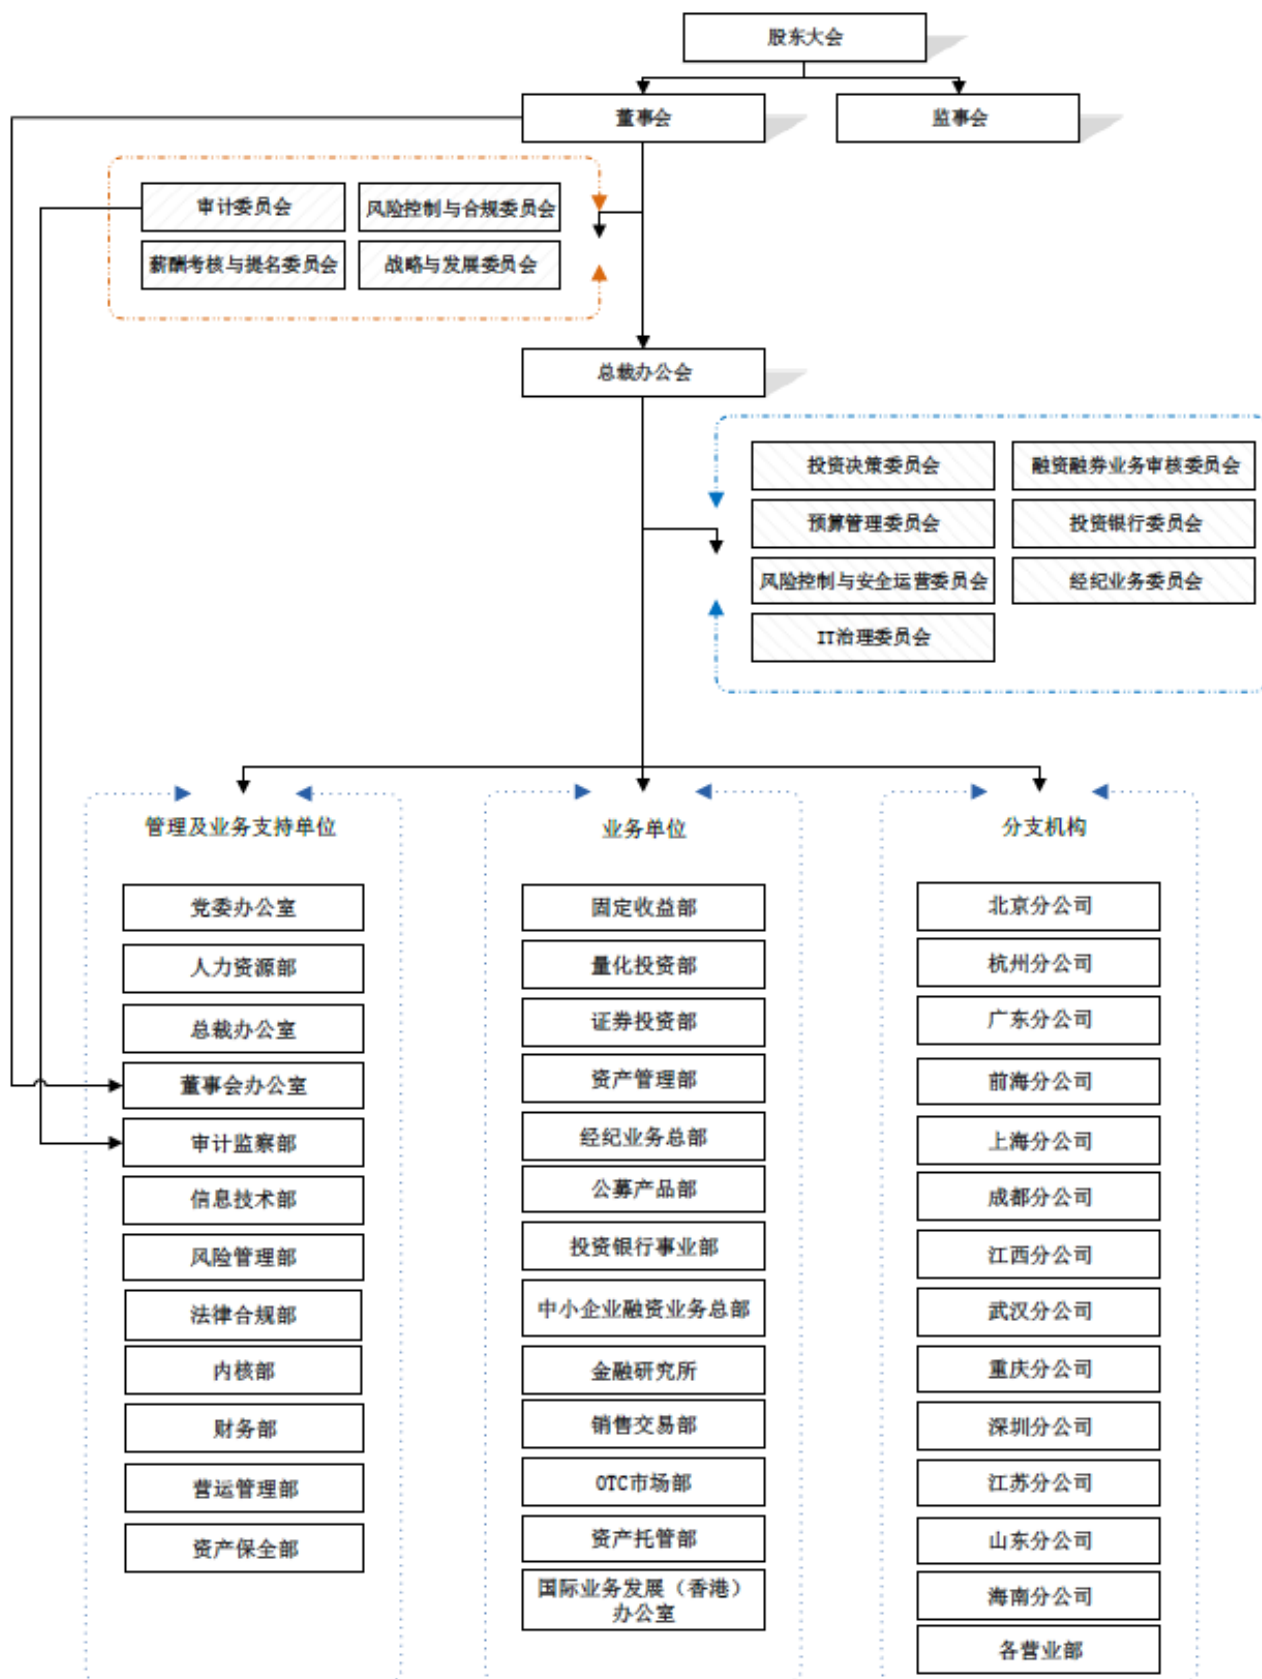 股东大会
董事会
监事会
审计委员会
风险控制与合规委员会
薪酬考核与提名委员会
战略与发展委员会
总裁办公会
投资决策委员会
融资融券业务审核委员会
预算管理委员会
投资银行委员会
风险控制与安全运营委员会
经纪业务委员会
IT治理委员会
管理及业务支持单位
党委办公室
人力资源部
总裁办公室
董事会办公室
审计监察部
信息技术部
风险管理部
法律合规部
内核部
财务部
营运管理部
资产保全部
业务单位
固定收益部
量化投资部
证券投资部
资产管理部
经纪业务总部
公募产品部
投资银行事业部
中小企业融资业务总部
金融研究所
销售交易部
OTC市场部
资产托管部
国际业务发展（香港）
办公室
分支机构
北京分公司
杭州分公司
广东分公司
前海分公司
上海分公司
成都分公司
江西分公司
武汉分公司
重庆分公司
深圳分公司
江苏分公司
山东分公司
海南分公司
各营业部